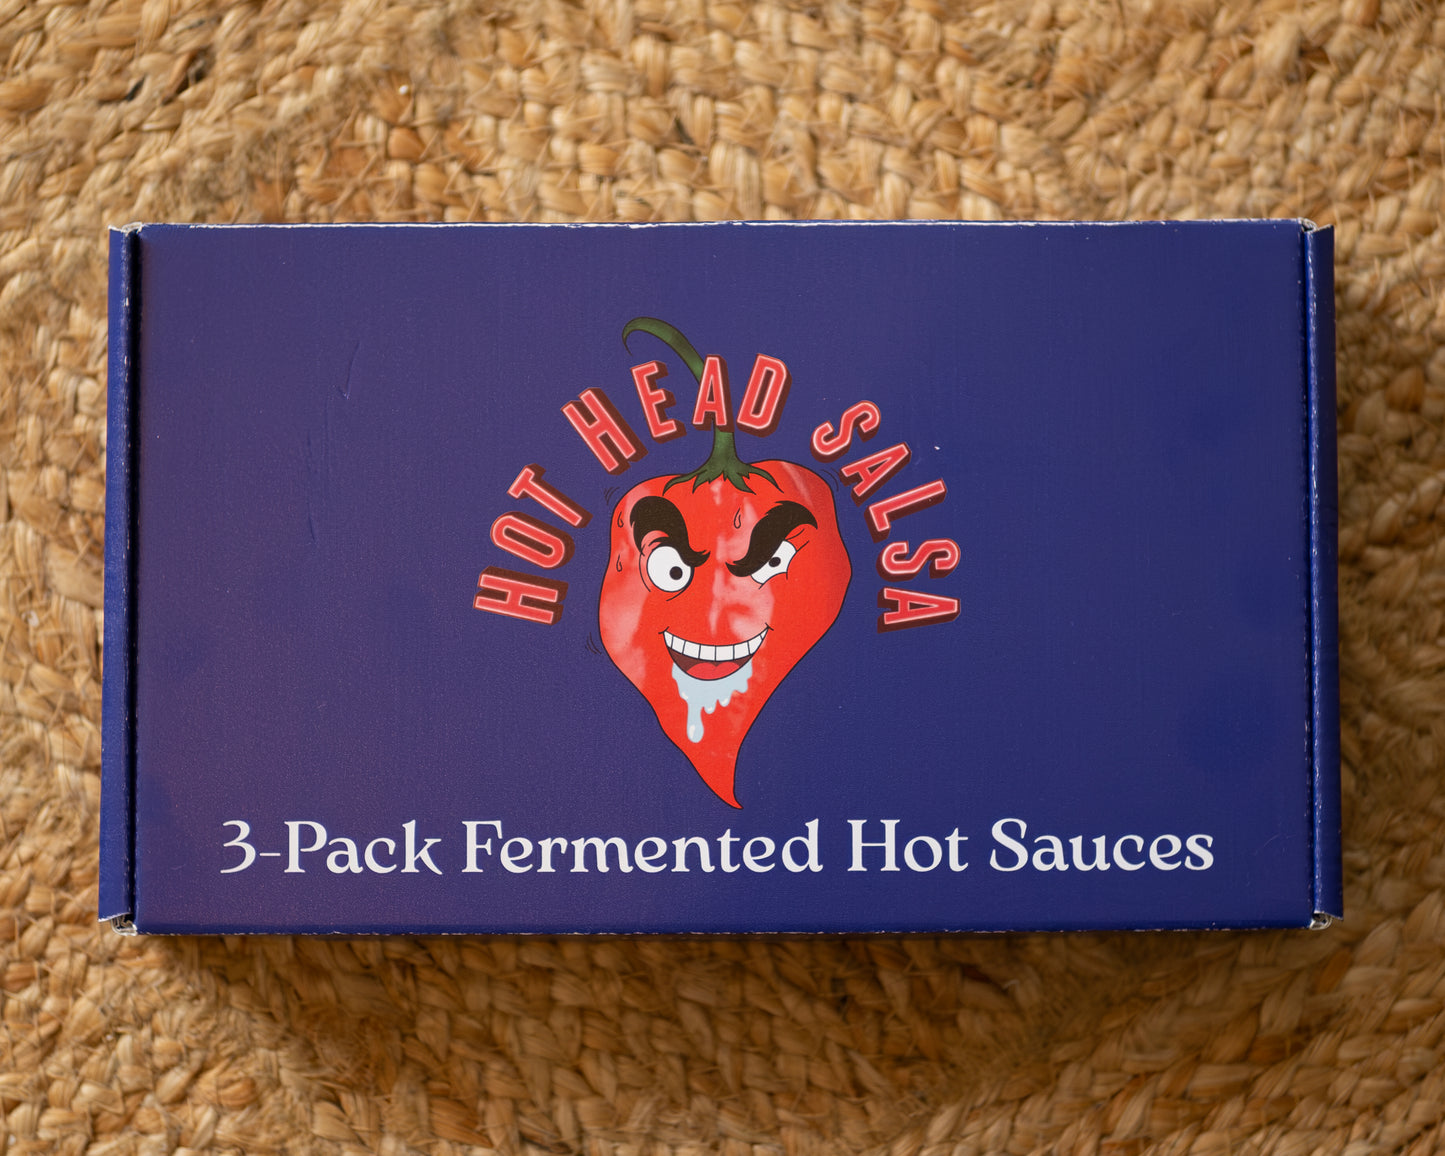 HOT HEAD SALSA
3-Pack Fermented Hot Sauces